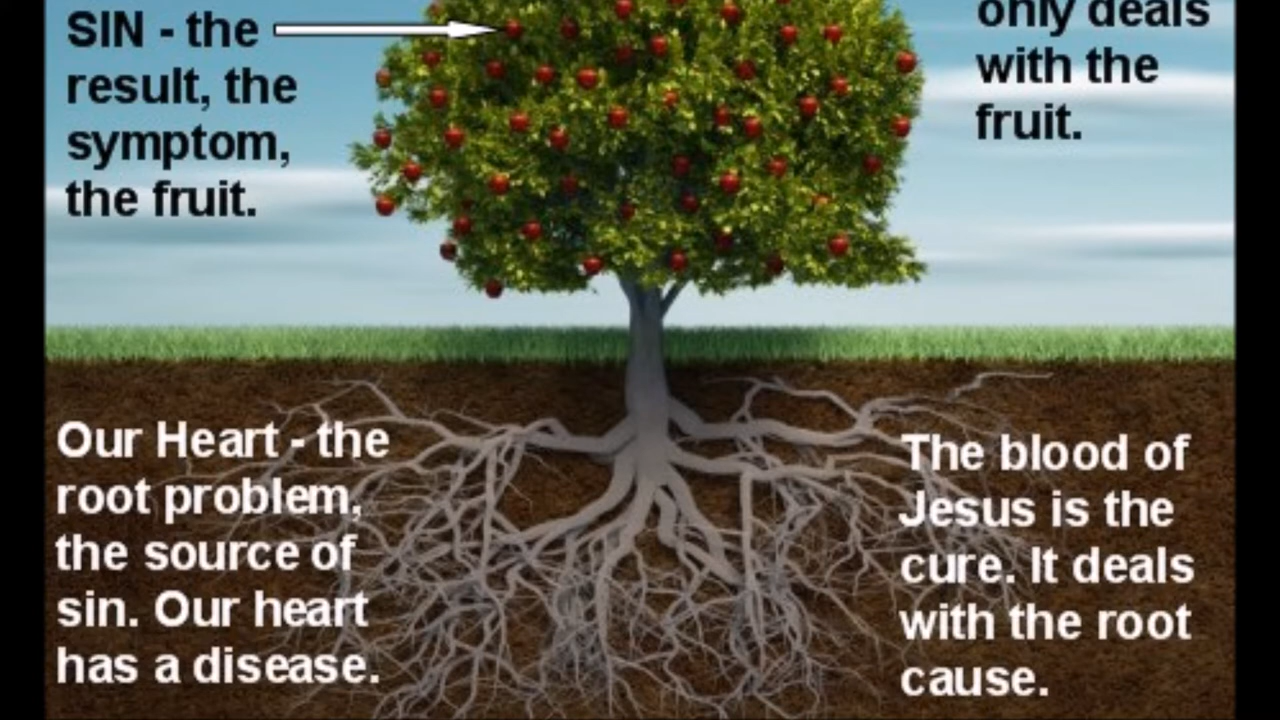 SIN - the
result, the
symptom,
the fruit.
only deals
with the
fruit.
Our Heart - the
root problem,
the source of
sin. Our heart
has a disease.
The blood of
Jesus is the
cure. It deals
with the root
cause.